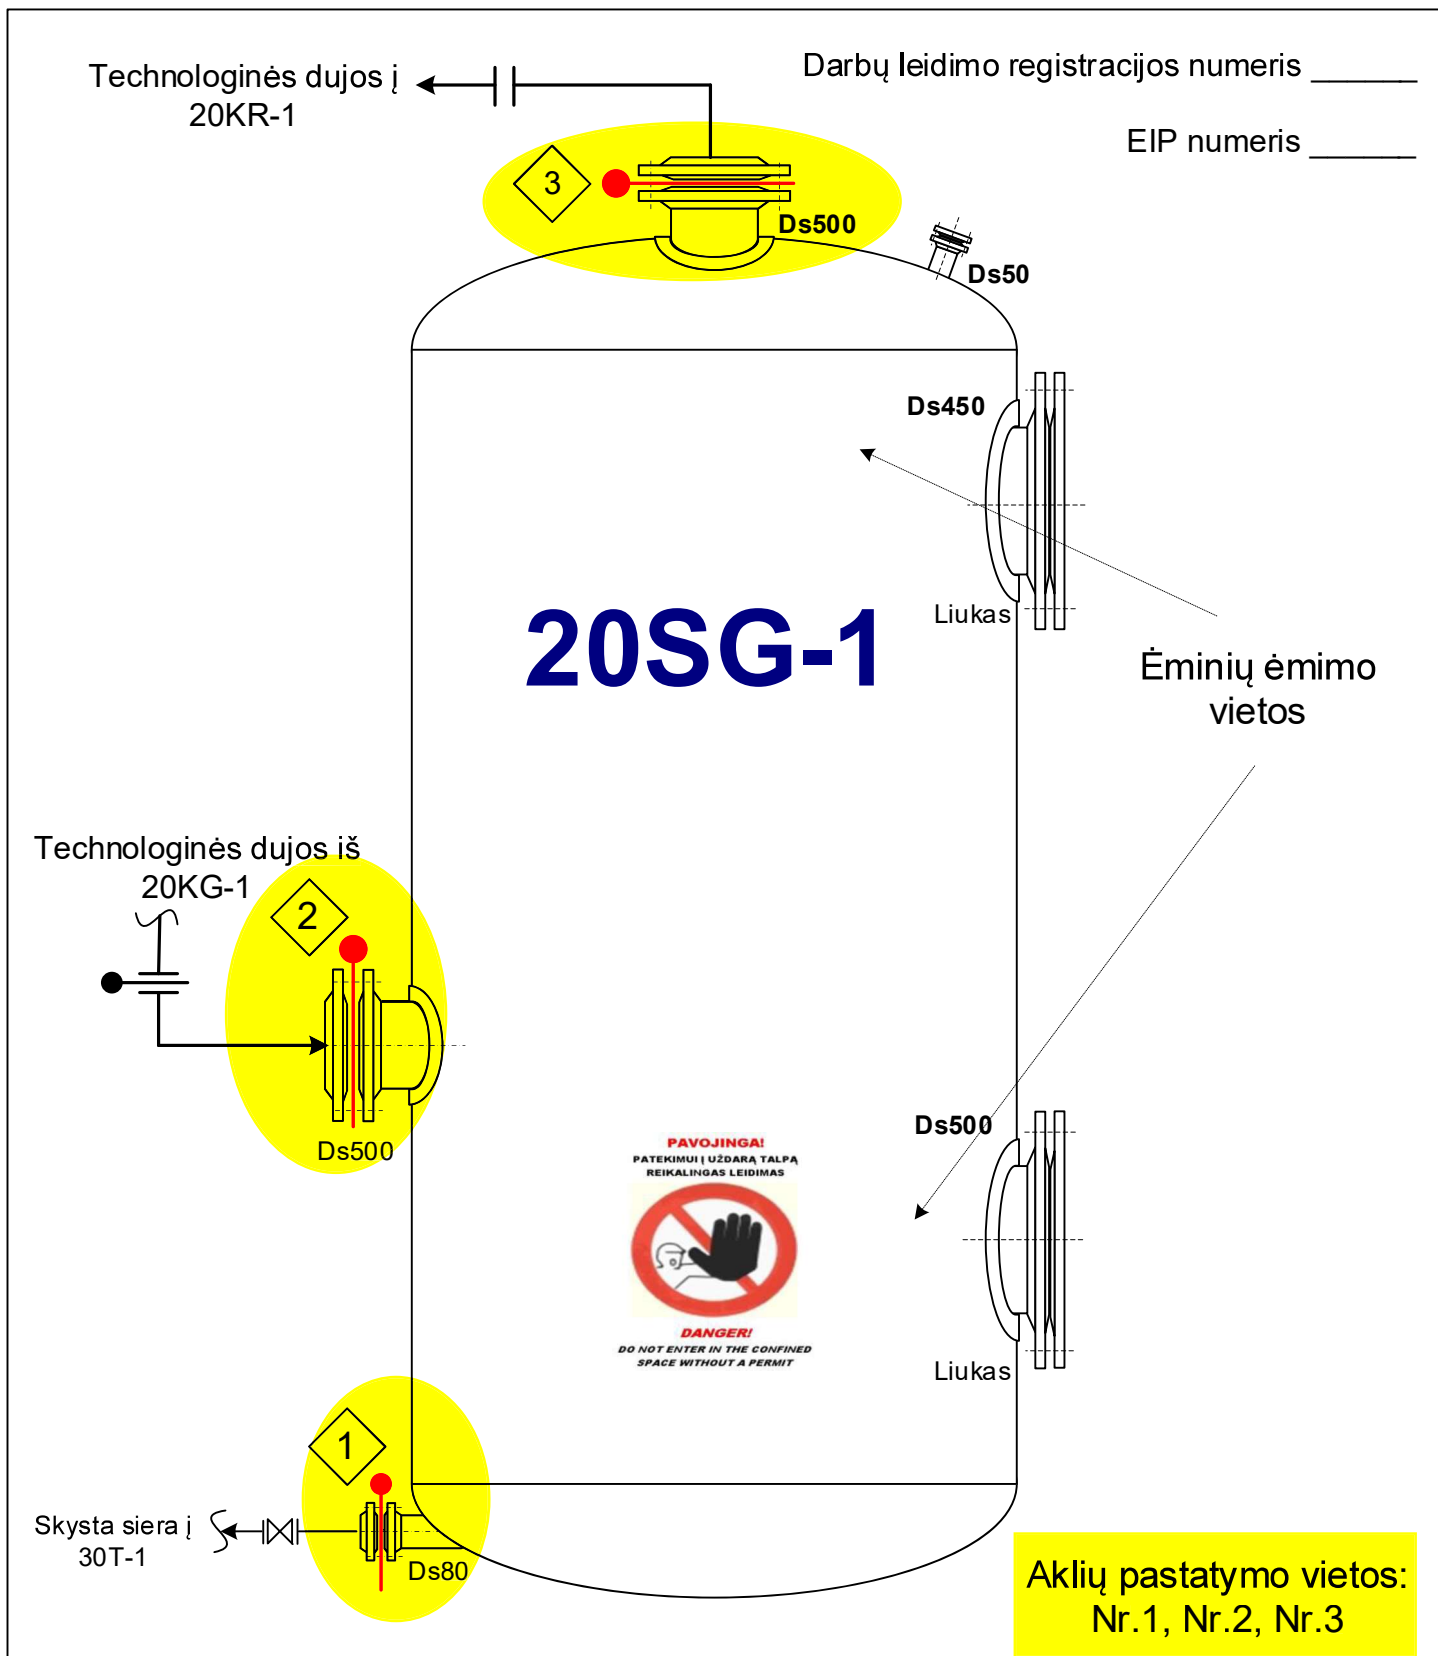 Technologinės dujos į
20KR-1
Darbų leidimo registracijos numeris ______
EIP numeris ______
3
Ds500
Ds50
Ds450
Liukas
20SG-1
Ėminių ėmimo
vietos
Technologinės dujos iš
20KG-1
2
Ds500
Ds500
PAVOJINGA!
PATEKIMUI Į UŽDARĄ TALPĄ
REIKALINGAS LEIDIMAS
DANGER!
DO NOT ENTER IN THE CONFINED
SPACE WITHOUT A PERMIT
Liukas
1
Skysta siera į
30T-1
Ds80
Aklių pastatymo vietos:
Nr.1, Nr.2, Nr.3